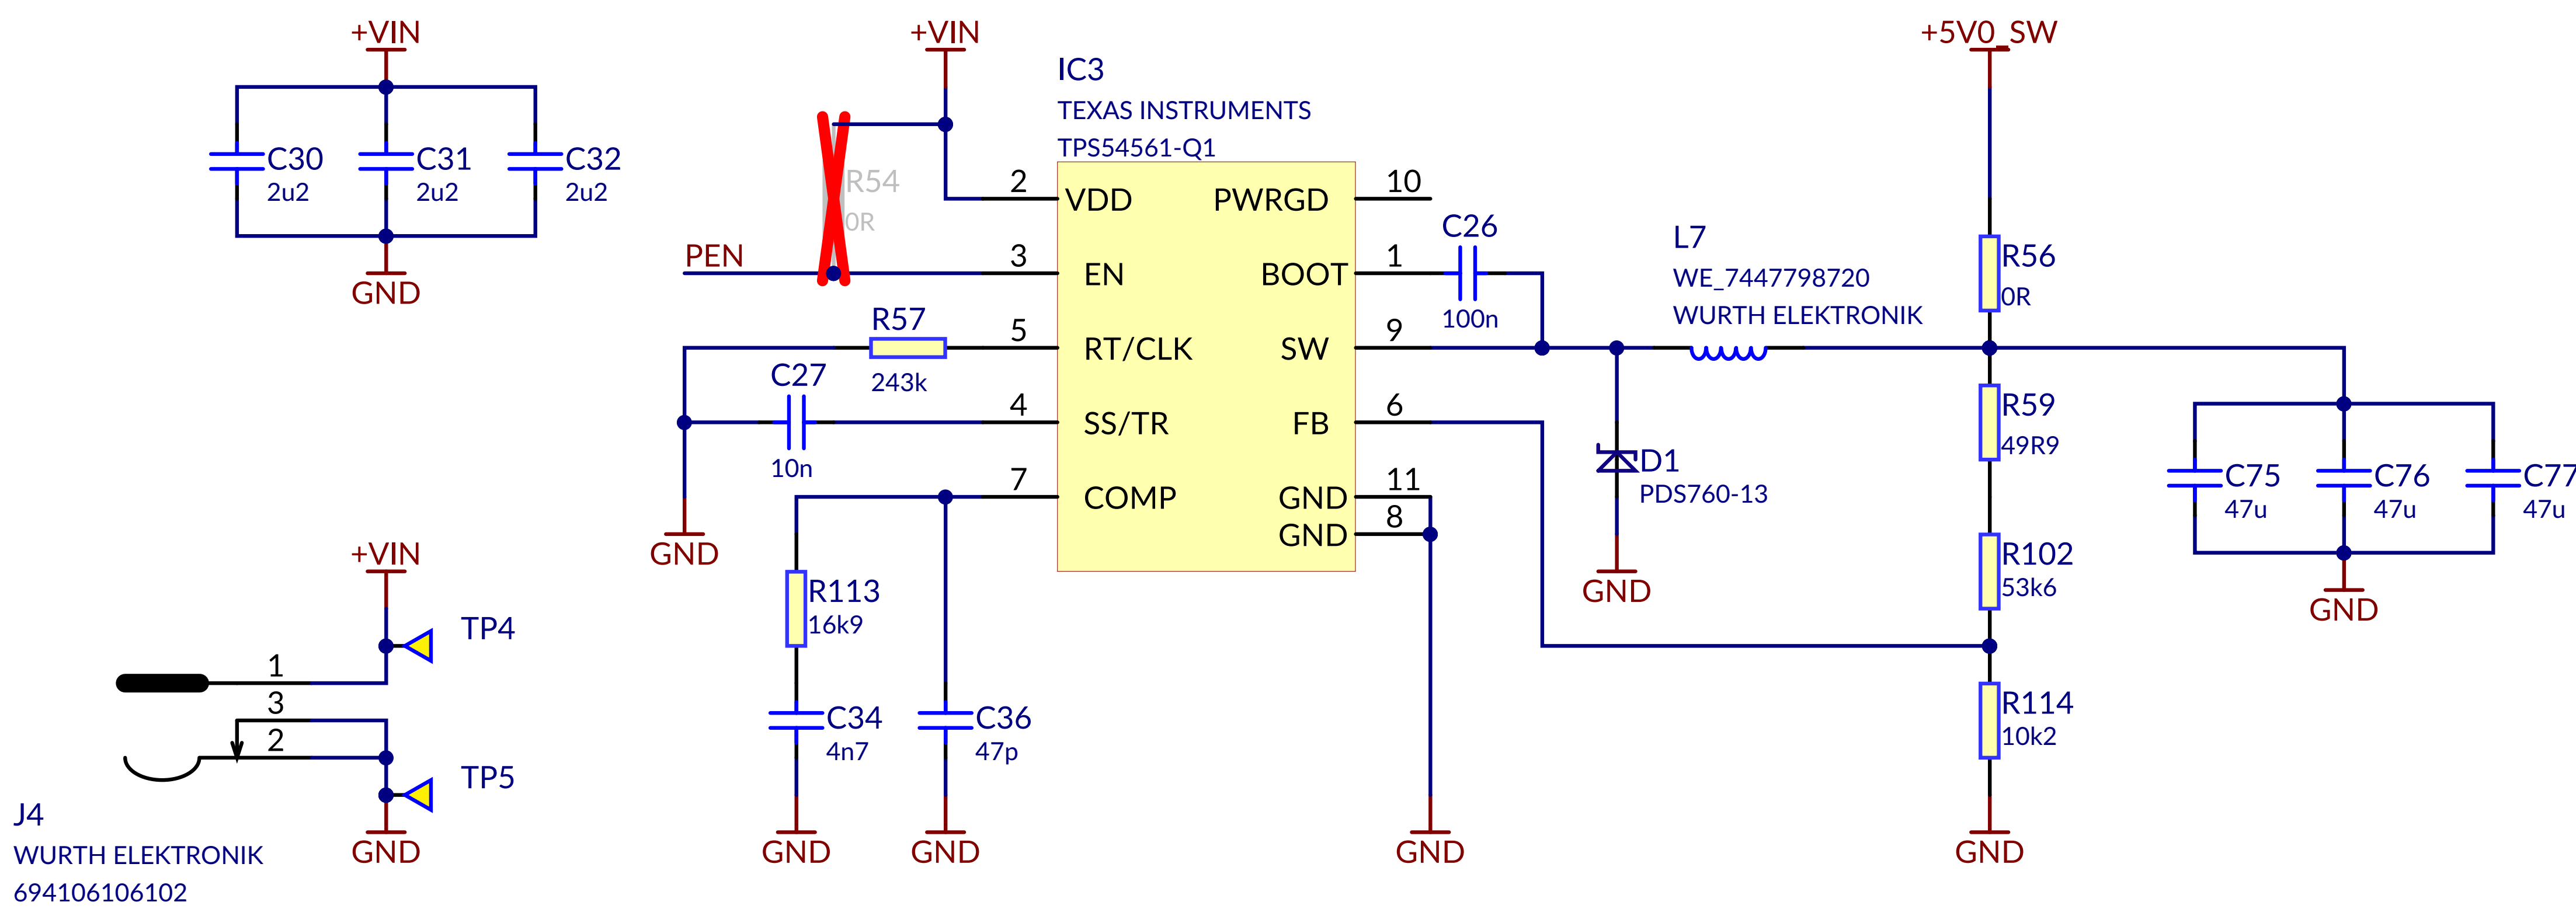 +VIN
C30
2u2
C31
2u2
C32
2u2
GND
+VIN
R54
0R
PEN
IC3
TEXAS INSTRUMENTS
TPS54561-Q1
2
VDD
3
EN
5
RT/CLK
4
SS/TR
7
COMP
PWRGD
10
BOOT
1
SW
9
FB
6
GND
11
GND
8
R57
243k
C27
10n
GND
R113
16k9
C34
4n7
GND
C36
47p
GND
GND
C26
100n
L7
WE_7447798720
WURTH ELEKTRONIK
D1
PDS760-13
GND
+5V0_SW
R56
0R
R59
49R9
R102
53k6
R114
10k2
GND
C75
47u
C76
47u
C77
47u
GND
+VIN
TP4
1
3
2
TP5
GND
J4
WURTH ELEKTRONIK
694106106102